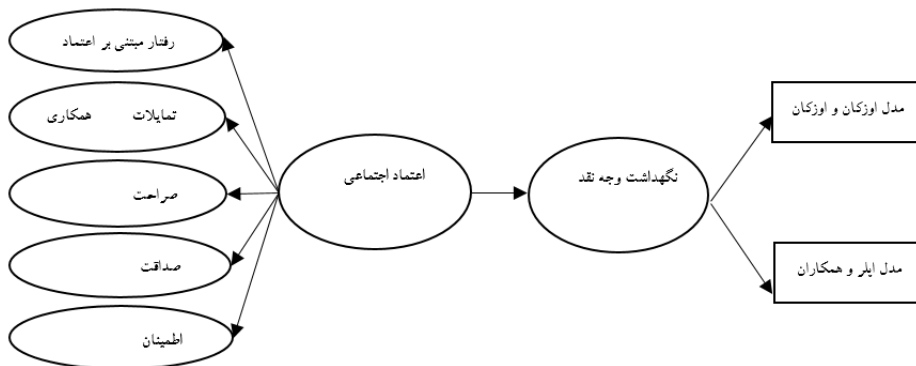 رفتار مبتنی بر اعتماد
تمایلات همکاری
صراحت
صداقت
اطمینان
اعتماد اجتماعی
نگهداشت وجه نقد
مدل اوزکان و اوزکان
مدل ایلر و همکاران